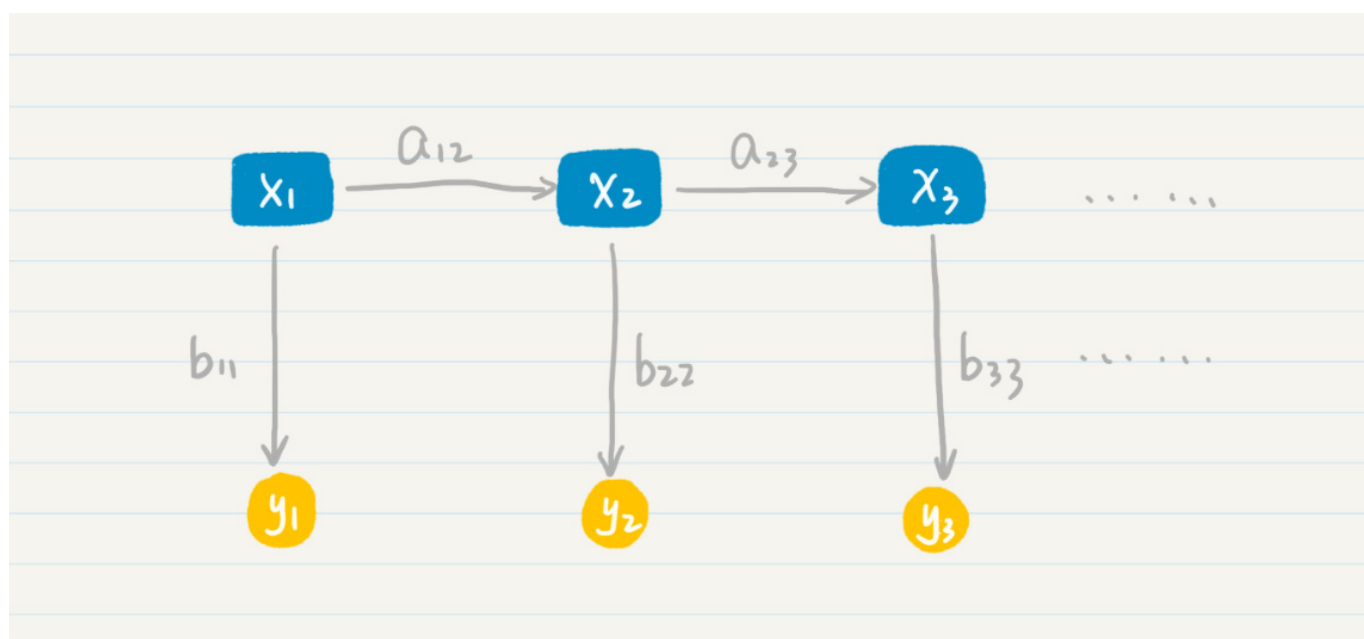 a₁₂ a₂₃
x₁ x₂ x₃ ......
b₁₁ b₂₂ b₃₃ ......
y₁ y₂ y₃